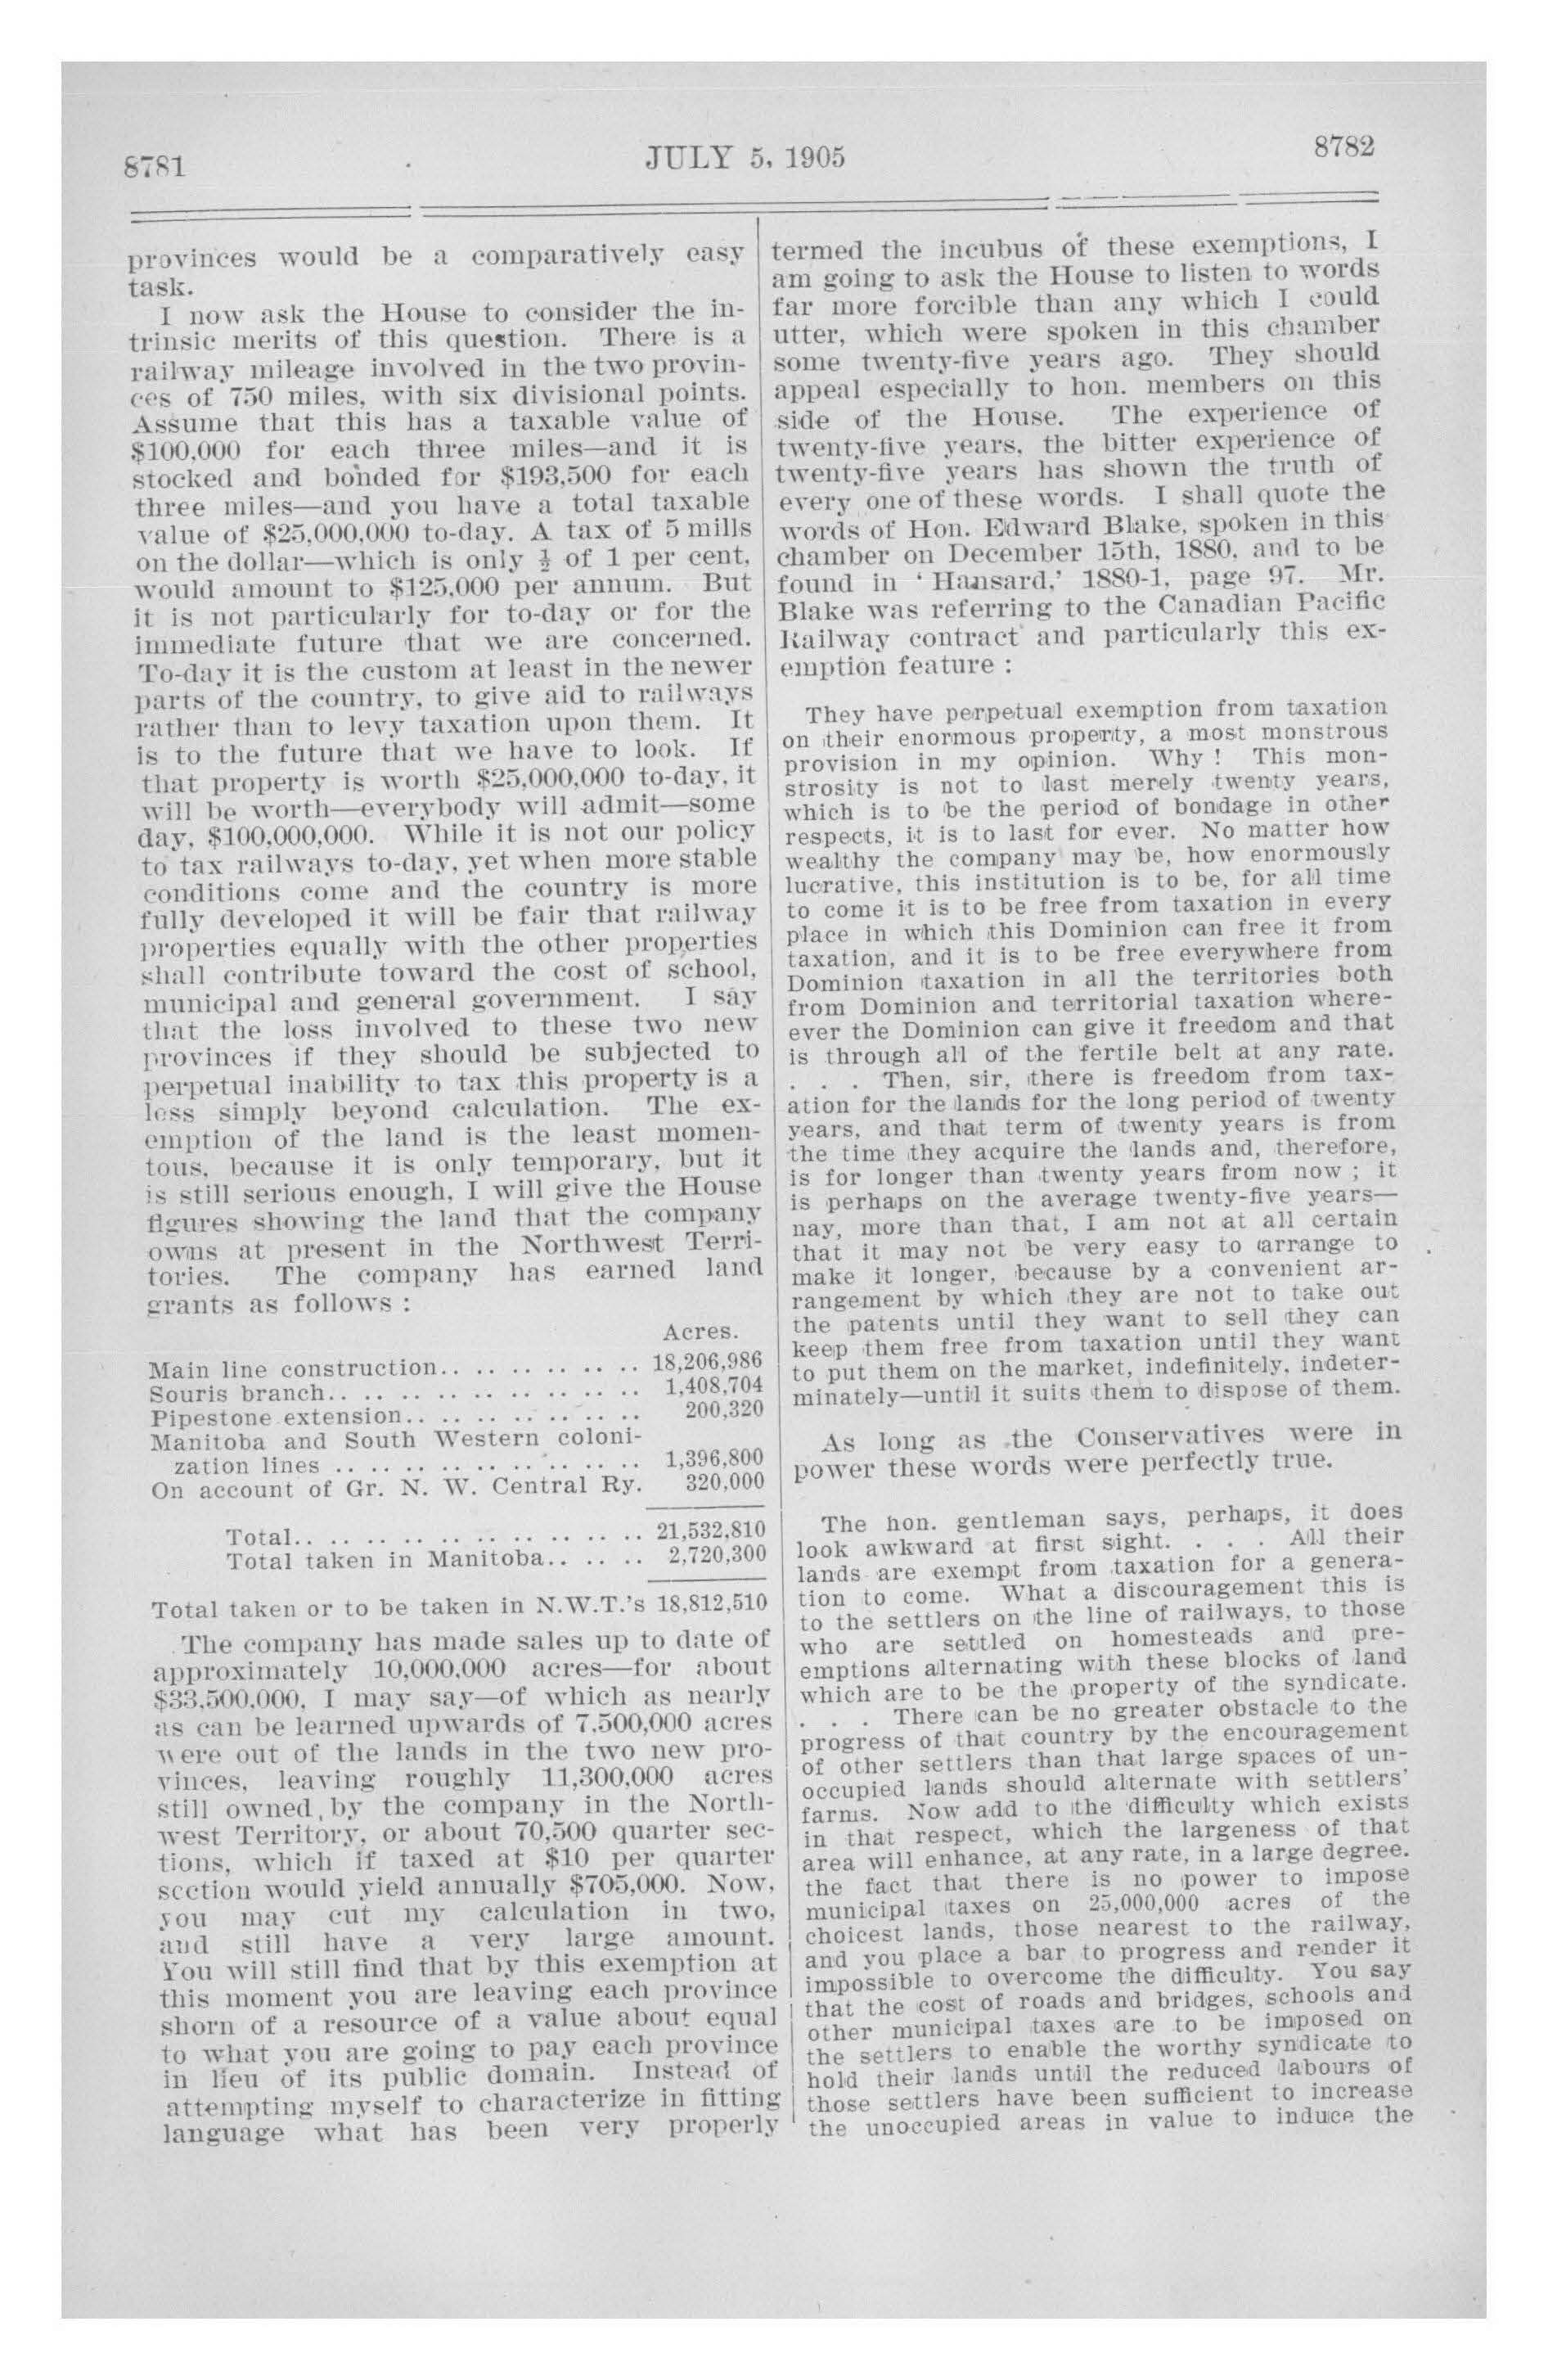 8781
JULY 5, 1905
8782
provinces would be a comparatively easy
task.
I now ask the House to consider the in-
trinsic merits of this question. There is a
railway mileage involved in the two provin-
ces of 750 miles, with six divisional points.
Assume that this has a taxable value of
$100,000 for each three miles—and it is
stocked and bonded for $193,500 for each
three miles—and you have a total taxable
value of $25,000,000 to-day. A tax of 5 mills
on the dollar—which is only ½ of 1 per cent,
would amount to $125,000 per annum. But
it is not particularly for to-day or for the
immediate future that we are concerned.
To-day it is the custom at least in the newer
parts of the country, to give aid to railways
rather than to levy taxation upon them. It
is to the future that we have to look. If
that property is worth $25,000,000 to-day, it
will be worth—everybody will admit—some
day, $100,000,000. While it is not our policy
to tax railways to-day, yet when more stable
conditions come and the country is more
fully developed it will be fair that railway
properties equally with the other properties
shall contribute toward the cost of school,
municipal and general government. I say
that the loss involved to these two new
provinces if they should be subjected to
perpetual inability to tax this property is a
loss simply beyond calculation. The ex-
emption of the land is the least momen-
tous, because it is only temporary, but it
is still serious enough, I will give the House
figures showing the land that the company
owns at present in the Northwest Terri-
tories. The company has earned land
grants as follows :
Acres.
Main line construction.. .. .. .. .. .. 18,206,986
Souris branch.. .. .. .. .. .. .. .. .. 1,408,704
Pipestone extension.. .. .. .. .. .. .. 200,320
Manitoba and South Western coloni-
zation lines .. .. .. .. .. .. .. .. .. 1,396,800
On account of Gr. N. W. Central Ry. 320,000
Total.. .. .. .. .. .. .. .. .. .. 21,532,810
Total taken in Manitoba.. .. .. 2,720,300
Total taken or to be taken in N.W.T.'s 18,812,510
The company has made sales up to date of
approximately 10,000,000 acres—for about
$33,500,000, I may say—of which as nearly
as can be learned upwards of 7,500,000 acres
were out of the lands in the two new pro-
vinces, leaving roughly 11,300,000 acres
still owned by the company in the North-
west Territory, or about 70,500 quarter sec-
tions, which if taxed at $10 per quarter
section would yield annually $705,000. Now,
you may cut my calculation in two,
and still have a very large amount.
You will still find that by this exemption at
this moment you are leaving each province
shorn of a resource of a value about equal
to what you are going to pay each province
in lieu of its public domain. Instead of
attempting myself to characterize in fitting
language what has been very properly
termed the incubus of these exemptions, I
am going to ask the House to listen to words
far more forcible than any which I could
utter, which were spoken in this chamber
some twenty-five years ago. They should
appeal especially to hon. members on this
side of the House. The experience of
twenty-five years, the bitter experience of
twenty-five years has shown the truth of
every one of these words. I shall quote the
words of Hon. Edward Blake, spoken in this
chamber on December 15th, 1880, and to be
found in ' Hansard,' 1880-1, page 97. Mr.
Blake was referring to the Canadian Pacific
Railway contract and particularly this ex-
emption feature :
They have perpetual exemption from taxation
on their enormous property, a most monstrous
provision in my opinion. Why ! This mon-
strosity is not to last merely twenty years,
which is to be the period of bondage in other
respects, it is to last for ever. No matter how
wealthy the company may be, how enormously
lucrative, this institution is to be, for all time
to come it is to be free from taxation in every
place in which this Dominion can free it from
taxation, and it is to be free everywhere from
Dominion taxation in all the territories both
from Dominion and territorial taxation where-
ever the Dominion can give it freedom and that
is through all of the fertile belt at any rate.
. . . Then, sir, there is freedom from tax-
ation for the lands for the long period of twenty
years, and that term of twenty years is from
the time they acquire the lands and, therefore,
is for longer than twenty years from now ; it
is perhaps on the average twenty-five years—
nay, more than that, I am not at all certain
that it may not be very easy to arrange to
make it longer, because by a convenient ar-
rangement by which they are not to take out
the patents until they want to sell they can
keep them free from taxation until they want
to put them on the market, indefinitely, indeter-
minately—until it suits them to dispose of them.
As long as the Conservatives were in
power these words were perfectly true.
The hon. gentleman says, perhaps, it does
look awkward at first sight. . . . All their
lands are exempt from taxation for a genera-
tion to come. What a discouragement this is
to the settlers on the line of railways, to those
who are settled on homesteads and pre-
emptions alternating with these blocks of land
which are to be the property of the syndicate.
. . . There can be no greater obstacle to the
progress of that country by the encouragement
of other settlers than that large spaces of un-
occupied lands should alternate with settlers'
farms. Now add to the difficulty which exists
in that respect, which the largeness of that
area will enhance, at any rate, in a large degree.
the fact that there is no power to impose
municipal taxes on 25,000,000 acres of the
choicest lands, those nearest to the railway,
and you place a bar to progress and render it
impossible to overcome the difficulty. You say
that the cost of roads and bridges, schools and
other municipal taxes are to be imposed on
the settlers to enable the worthy syndicate to
hold their lands until the reduced labours of
those settlers have been sufficient to increase
the unoccupied areas in value to induce the